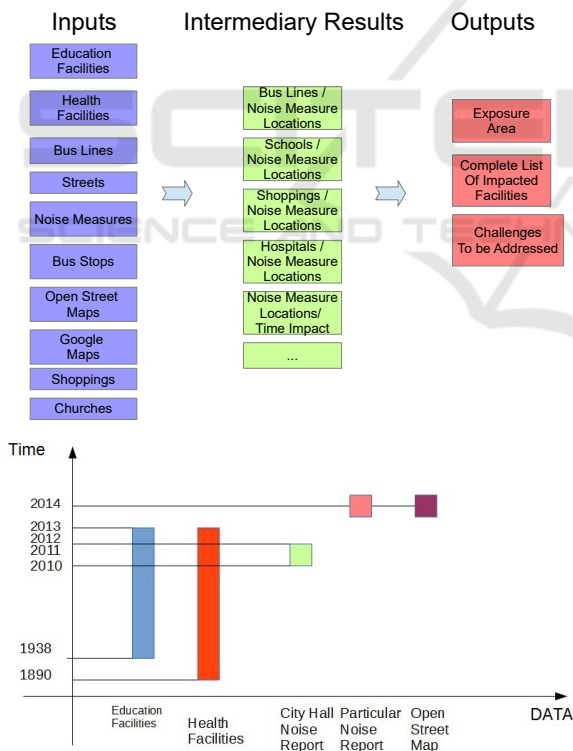 Inputs
Intermediary Results
Outputs
Education
Facilities
Health
Facilities
Bus Lines
Streets
Noise Measures
Bus Stops
Open Street
Maps
Google
Maps
Shoppings
Churches
Bus Lines /
Noise Measure
Locations
Schools /
Noise Measure
Locations
Shoppings /
Noise Measure
Locations
Hospitals /
Noise Measure
Locations
Noise Measure
Locations/
Time Impact
...
Exposure
Area
Complete List
Of Impacted
Facilities
Challenges
To be Addressed
SCITE
SCIENCE AND TECHN
Time
2014
2013
2012
2011
2010
1938
1890
Education
Facilities
Health
Facilities
City Hall
Noise
Report
Particular
Noise
Report
Open
Street
Map
DATA